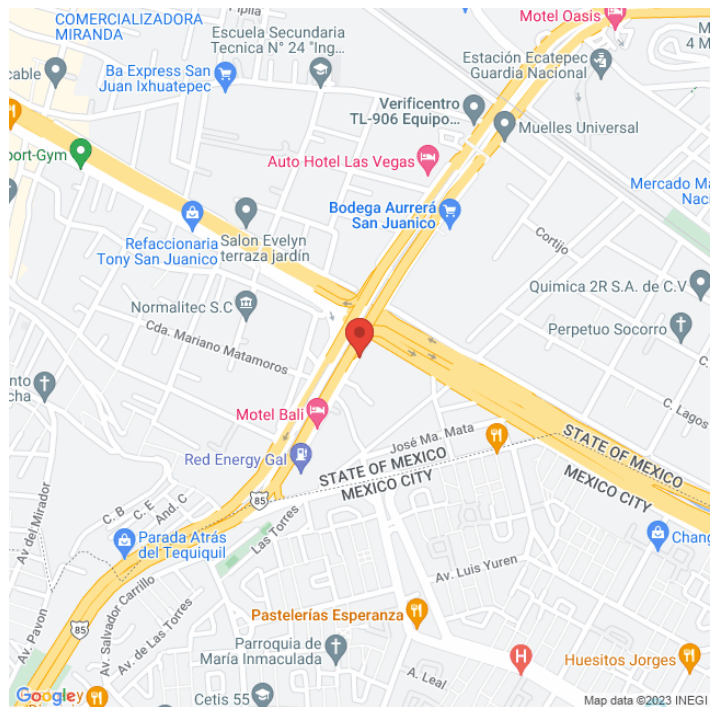 Pípila
COMERCIALIZADORA
MIRANDA
Motel Oasis
Escuela Secundaria
Tecnica N° 24 "Ing...
Estación Ecatepec
Guardia Nacional
cable
Ba Express San
Juan Ixhuatepec
Verificentro
TL-906 Equipo...
Muelles Universal
port-Gym
Auto Hotel Las Vegas
Mercado Ma
Nac
Bodega Aurrerá
San Juanico
Refaccionaria
Tony San Juanico
Salon Evelyn
terraza jardín
Cortijo
Quimica 2R S.A. de C.V
Normalitec S.C
Perpetuo Socorro
Cda. Mariano Matamoros
C. Lagos
Motel Bali
José Ma. Mata
Red Energy Gal
STATE OF MEXICO
MEXICO CITY
STATE OF MEXICO
MEXICO CITY
85
C. B
C. E
And. C
Av del Mirador
Las Torres
Parada Atrás
del Tequiquil
Chang
Av. Luis Yuren
Av. Salvador Carrillo
Av. de Las Torres
85
Av. Pavon
Pastelerías Esperanza
Parroquia de
María Inmaculada
H
Huesitos Jorges
A. Leal
Cetis 55
Google
Map data ©2023 INEGI